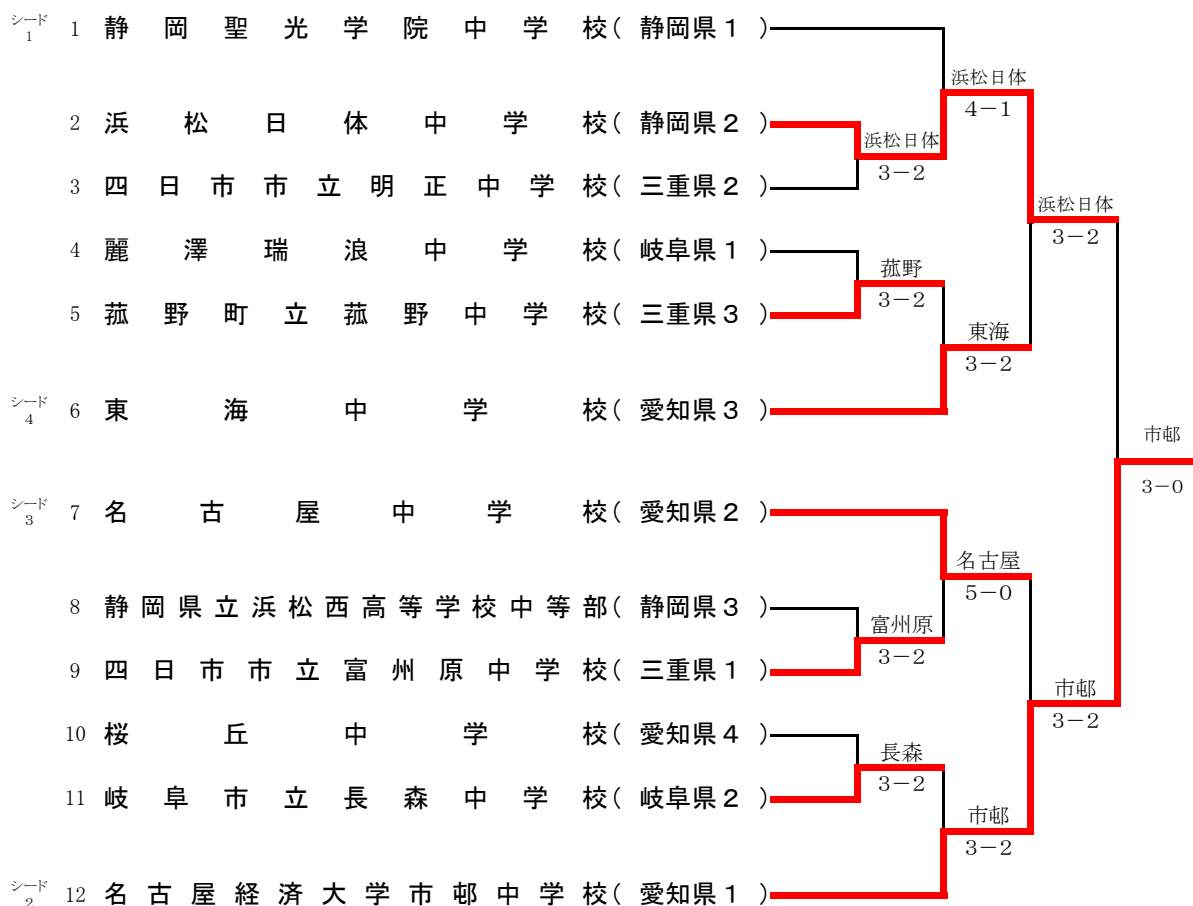 シード1 1 静岡聖光学院中学校(静岡県1)
浜松日体
4-1
2 浜松日体中学校(静岡県2)
浜松日体
3-2
3 四日市市立明正中学校(三重県2)
浜松日体
3-2
4 麗澤瑞浪中学校(岐阜県1)
菰野
3-2
5 菰野町立菰野中学校(三重県3)
東海
3-2
シード4 6 東海中学校(愛知県3)
市邨
3-0
シード3 7 名古屋中学校(愛知県2)
名古屋
5-0
8 静岡県立浜松西高等学校中等部(静岡県3)
富州原
3-2
9 四日市市立富州原中学校(三重県1)
市邨
3-2
10 桜丘中学校(愛知県4)
長森
3-2
11 岐阜市立長森中学校(岐阜県2)
市邨
3-2
シード2 12 名古屋経済大学市邨中学校(愛知県1)